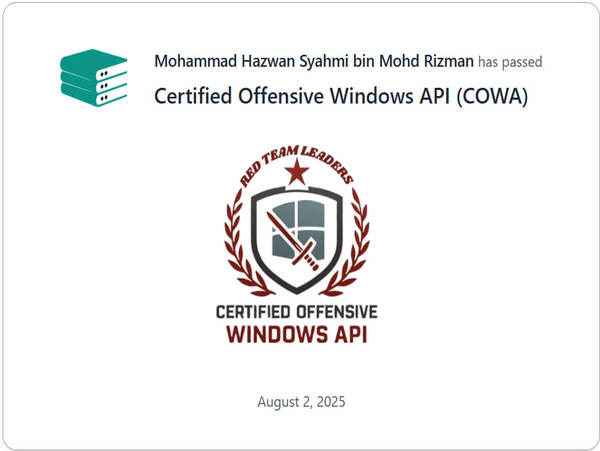 Mohammad Hazwan Syahmi bin Mohd Rizman has passed
Certified Offensive Windows API (COWA)
RED TEAM LEADERS
CERTIFIED OFFENSIVE
WINDOWS API
August 2, 2025